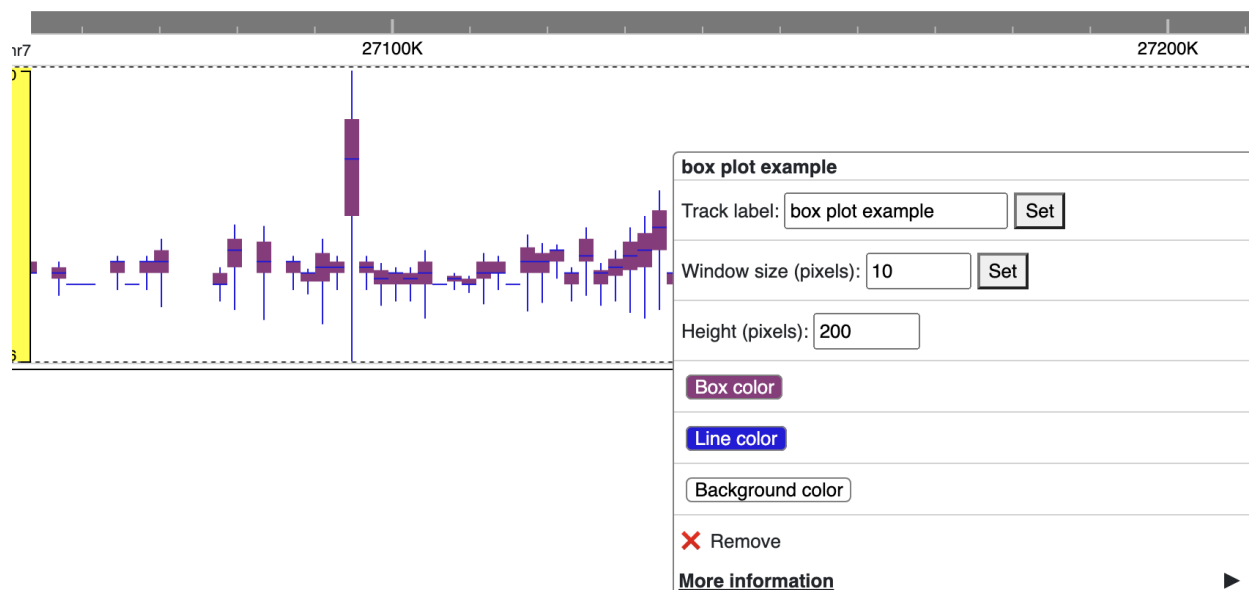 27100K
27200K
box plot example
Track label: box plot example Set
Window size (pixels): 10 Set
Height (pixels): 200
Box color
Line color
Background color
Remove
More information